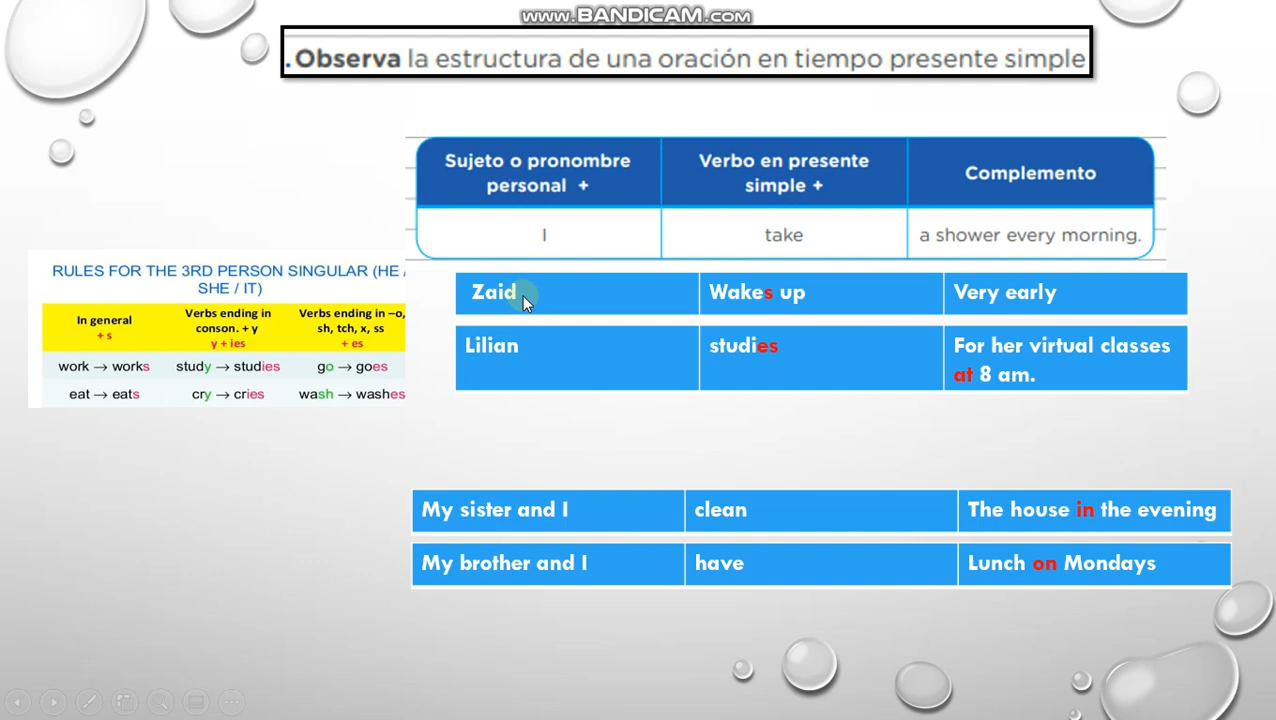 www.BANDICAM.com
. Observa la estructura de una oración en tiempo presente simple
Sujeto o pronombre personal +
Verbo en presente simple +
Complemento
I
take
a shower every morning.
RULES FOR THE 3RD PERSON SINGULAR (HE /
SHE / IT)
In general
+ s
Verbs ending in
conson. + y
y + ies
Verbs ending in –o,
sh, tch, x, ss
+ es
work → works
study → studies
go → goes
eat → eats
cry → cries
wash → washes
Zaid
Wakes up
Very early
Lilian
studies
For her virtual classes
at 8 am.
My sister and I
clean
The house in the evening
My brother and I
have
Lunch on Mondays